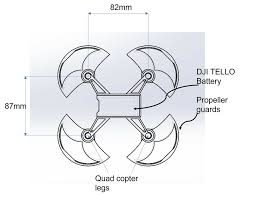 82mm
87mm
DJI TELLO
Battery
Propeller
guards
Quad copter
legs